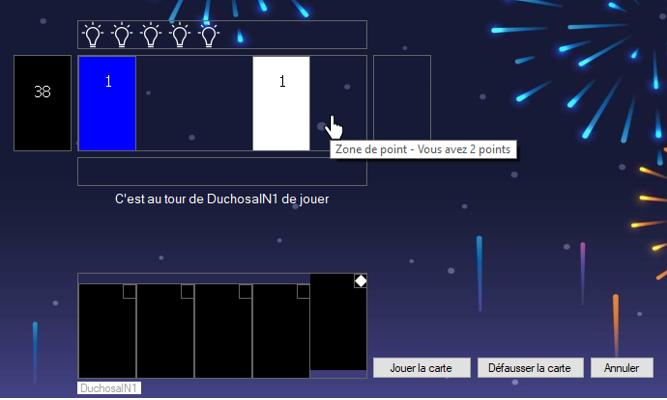 38
1
1
Zone de point - Vous avez 2 points
C'est au tour de DuchosalN1 de jouer
Jouer la carte
Défausser la carte
Annuler
DuchosalN1